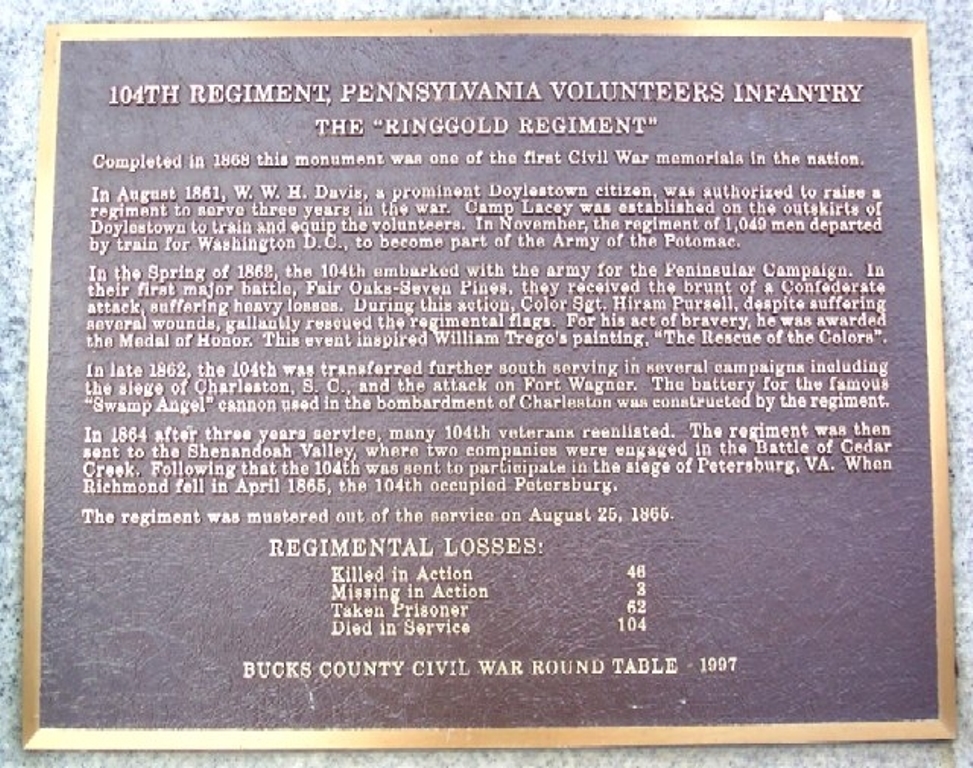 104TH REGIMENT, PENNSYLVANIA VOLUNTEERS INFANTRY
THE "RINGGOLD REGIMENT"
Completed in 1868 this monument was one of the first Civil War memorials in the nation.
In August 1861, W. W. H. Davis, a prominent Doylestown citizen, was authorized to raise a
regiment to serve three years in the war. Camp Lacey was established on the outskirts of
Doylestown to train and equip the volunteers. In November, the regiment of 1,049 men departed
by train for Washington D.C., to become part of the Army of the Potomac.
In the Spring of 1862, the 104th embarked with the army for the Peninsular Campaign. In
their first major battle, Fair Oaks-Seven Pines, they received the brunt of a Confederate
attack, suffering heavy losses. During this action, Color Sgt. Hiram Pursell, despite suffering
several wounds, gallantly rescued the regimental flags. For his act of bravery, he was awarded
the Medal of Honor. This event inspired William Trego's painting, "The Rescue of the Colors".
In late 1862, the 104th was transferred further south serving in several campaigns including
the siege of Charleston, S. C., and the attack on Fort Wagner. The battery for the famous
"Swamp Angel" cannon used in the bombardment of Charleston was constructed by the regiment.
In 1864 after three years service, many 104th veterans reenlisted. The regiment was then
sent to the Shenandoah Valley, where two companies were engaged in the Battle of Cedar
Creek. Following that the 104th was sent to participate in the siege of Petersburg, VA. When
Richmond fell in April 1865, the 104th occupied Petersburg.
The regiment was mustered out of the service on August 25, 1865.
REGIMENTAL LOSSES:
Killed in Action 46
Missing in Action 3
Taken Prisoner 62
Died in Service 104
BUCKS COUNTY CIVIL WAR ROUND TABLE - 1997